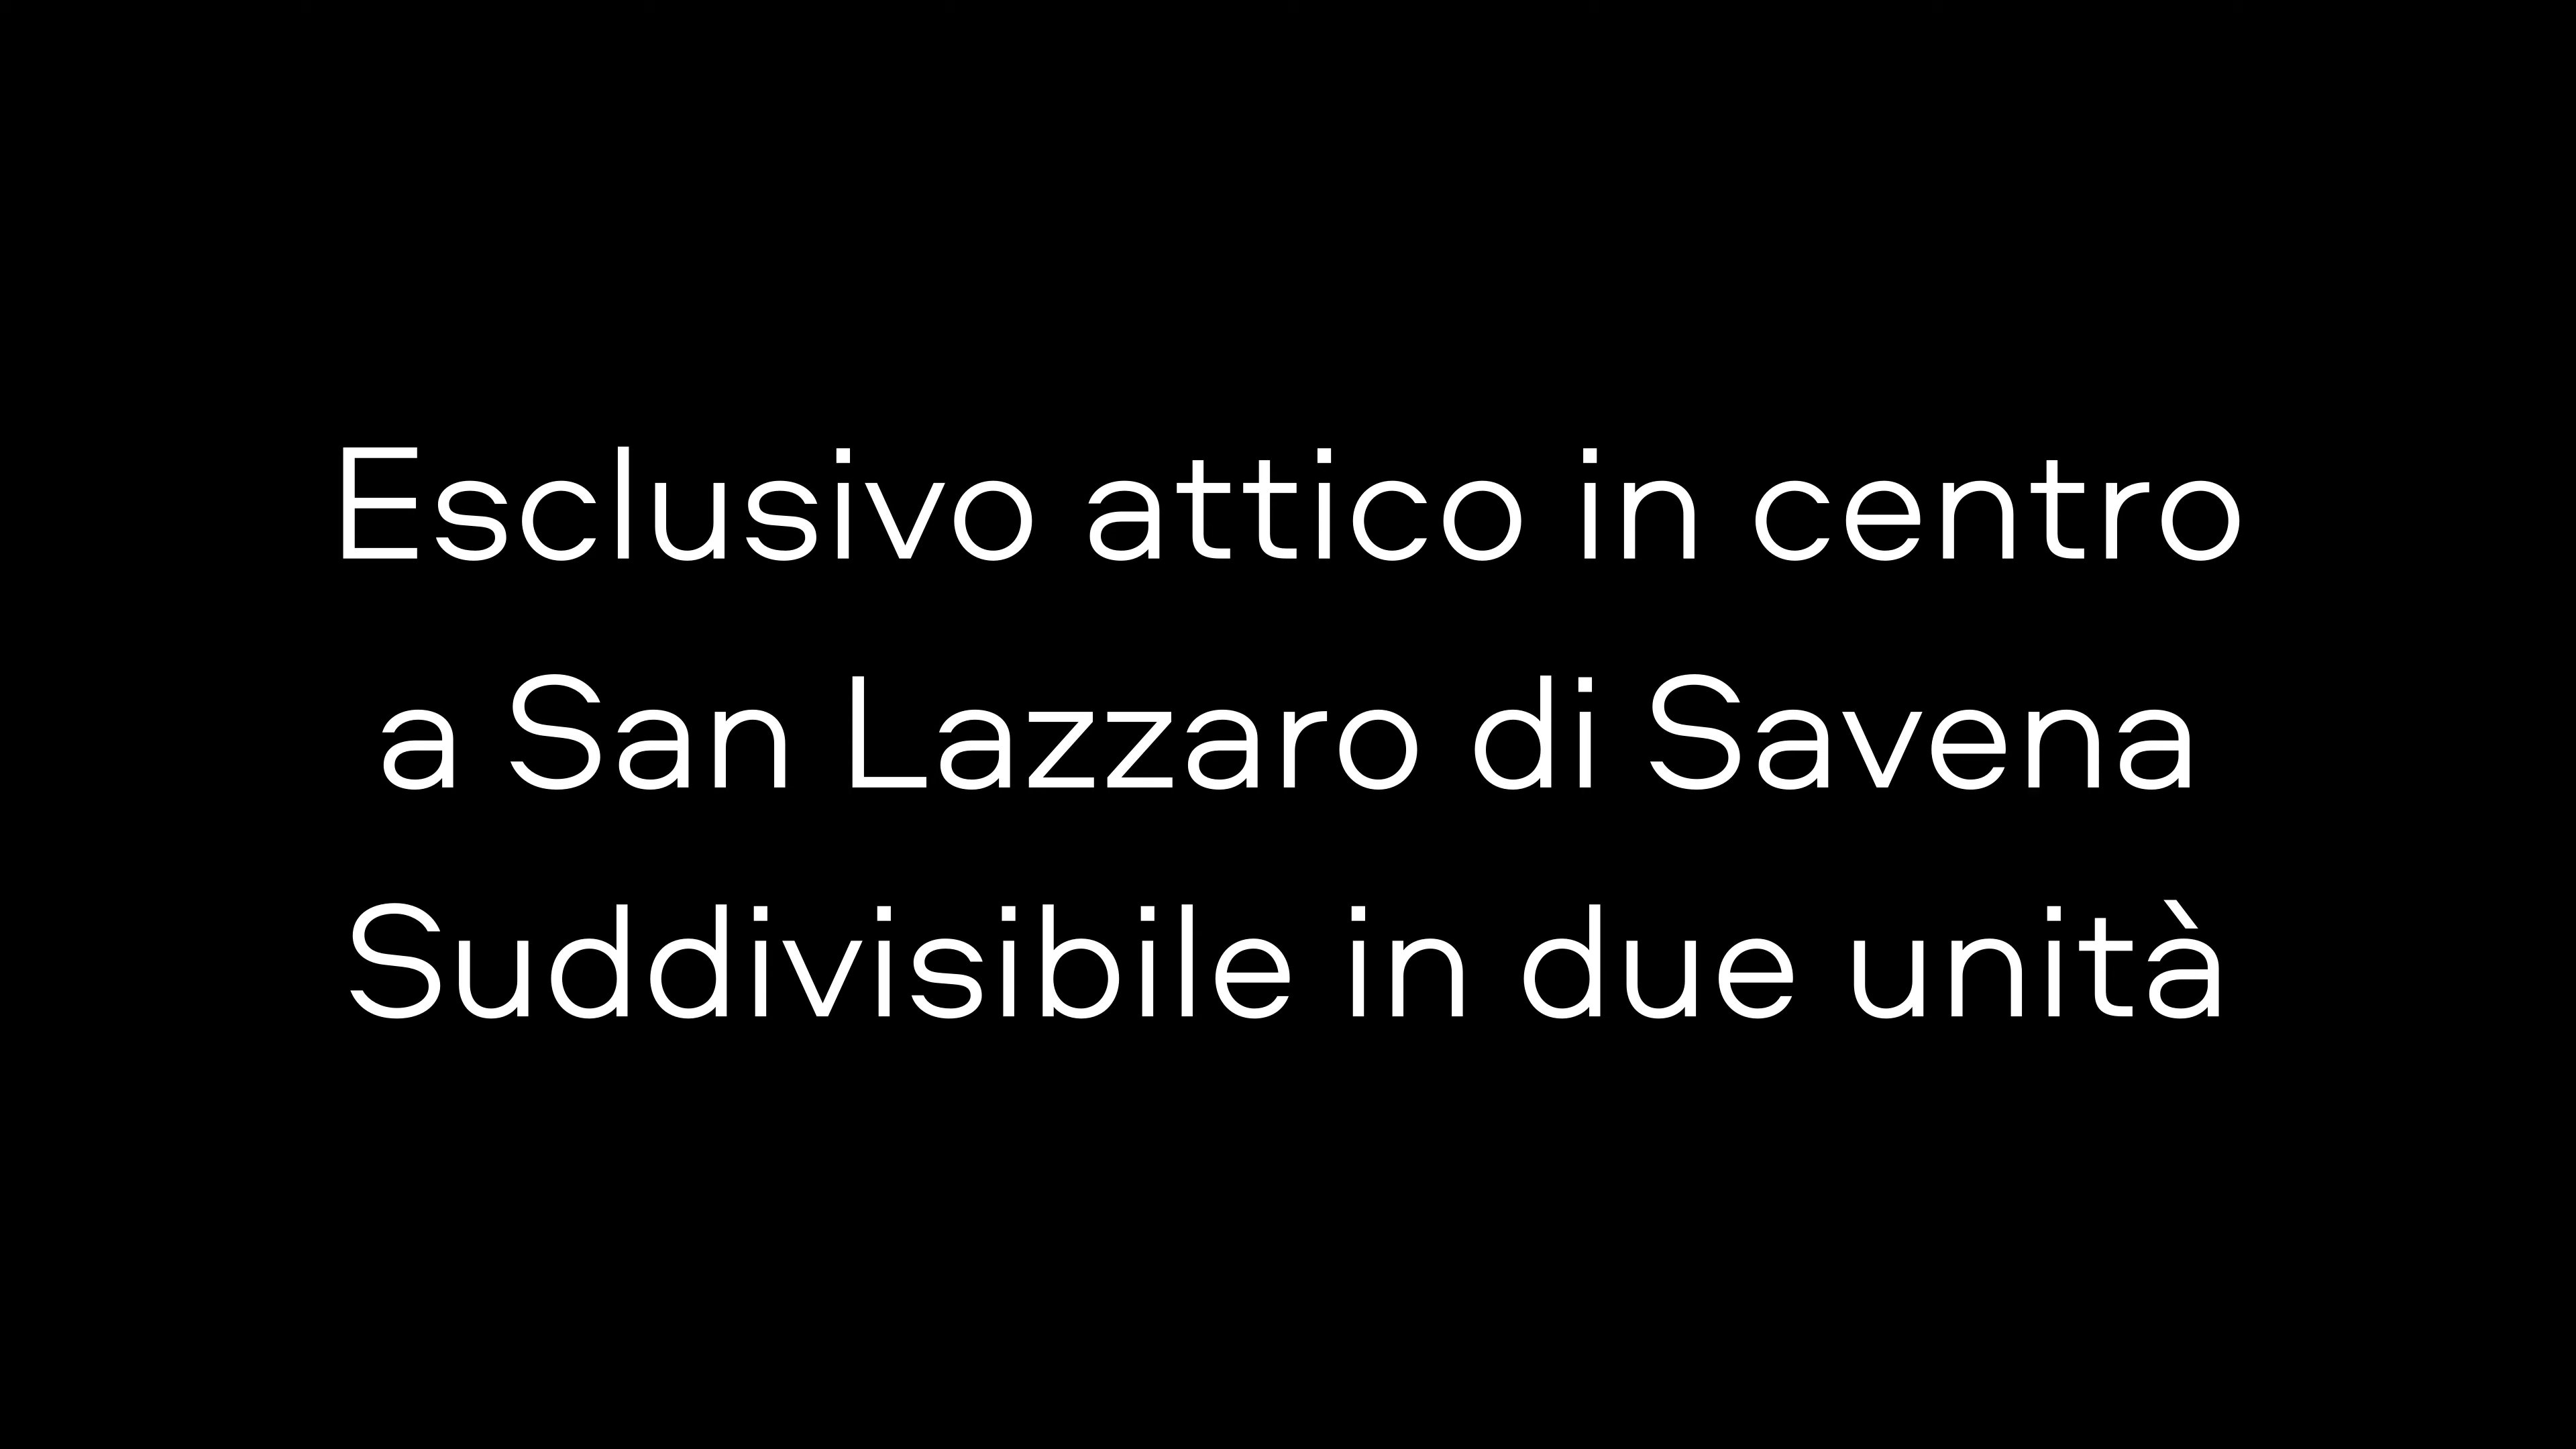 Esclusivo attico in centro
a San Lazzaro di Savena
Suddivisibile in due unità